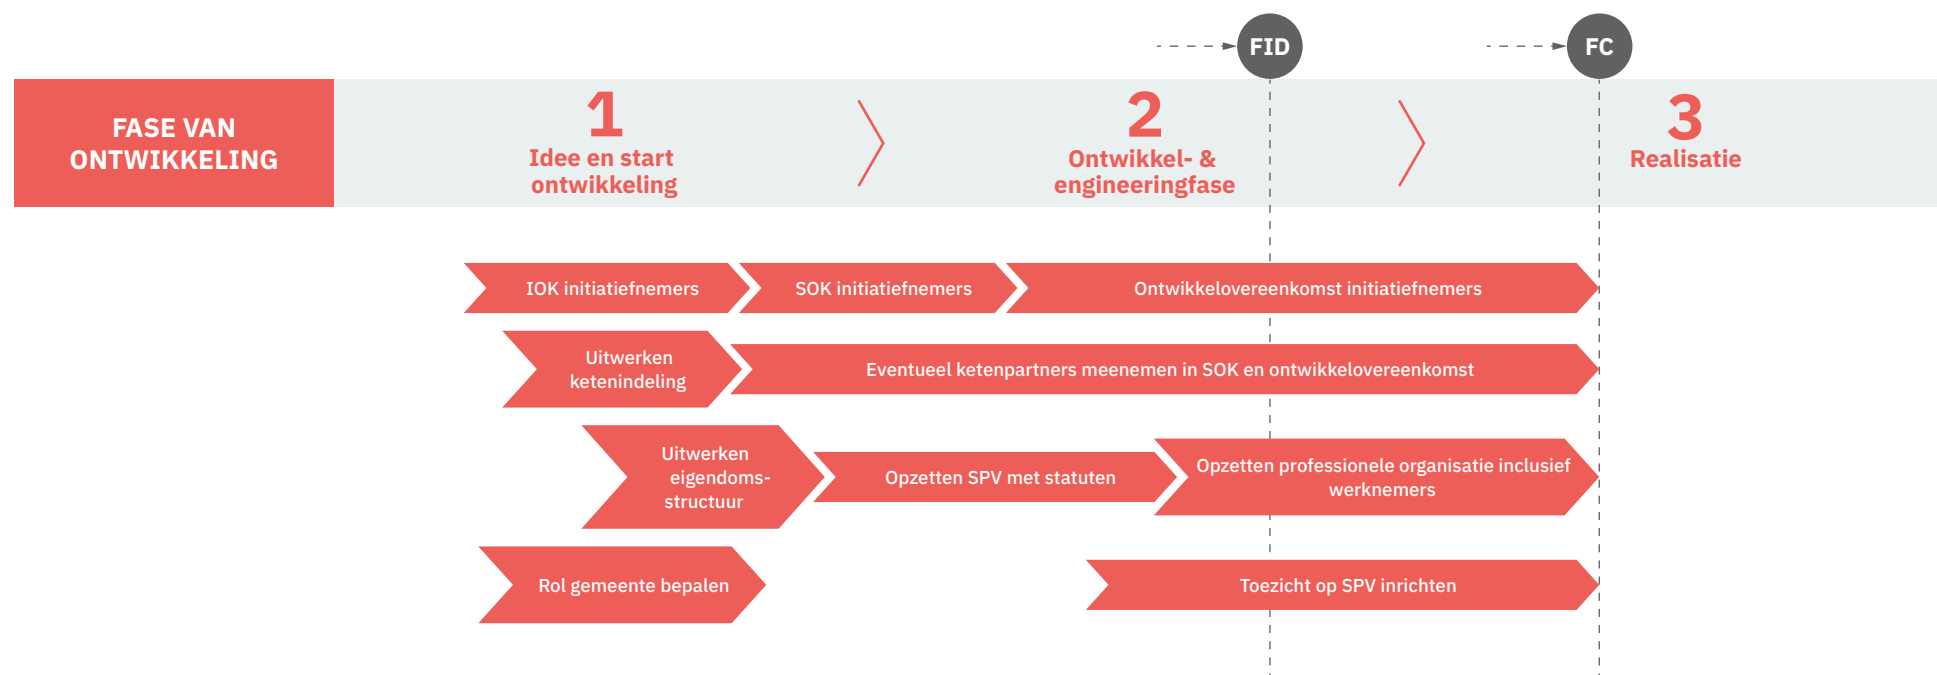 FID
FC
FASE VAN
ONTWIKKELING
1
Idee en start
ontwikkeling
2
Ontwikkel- &
engineeringfase
3
Realisatie
IOK initiatiefnemers
SOK initiatiefnemers
Ontwikkelovereenkomst initiatiefnemers
Uitwerken
ketenindeling
Eventueel ketenpartners meenemen in SOK en ontwikkelovereenkomst
Uitwerken
eigendoms-
structuur
Opzetten SPV met statuten
Opzetten professionele organisatie inclusief
werknemers
Rol gemeente bepalen
Toezicht op SPV inrichten